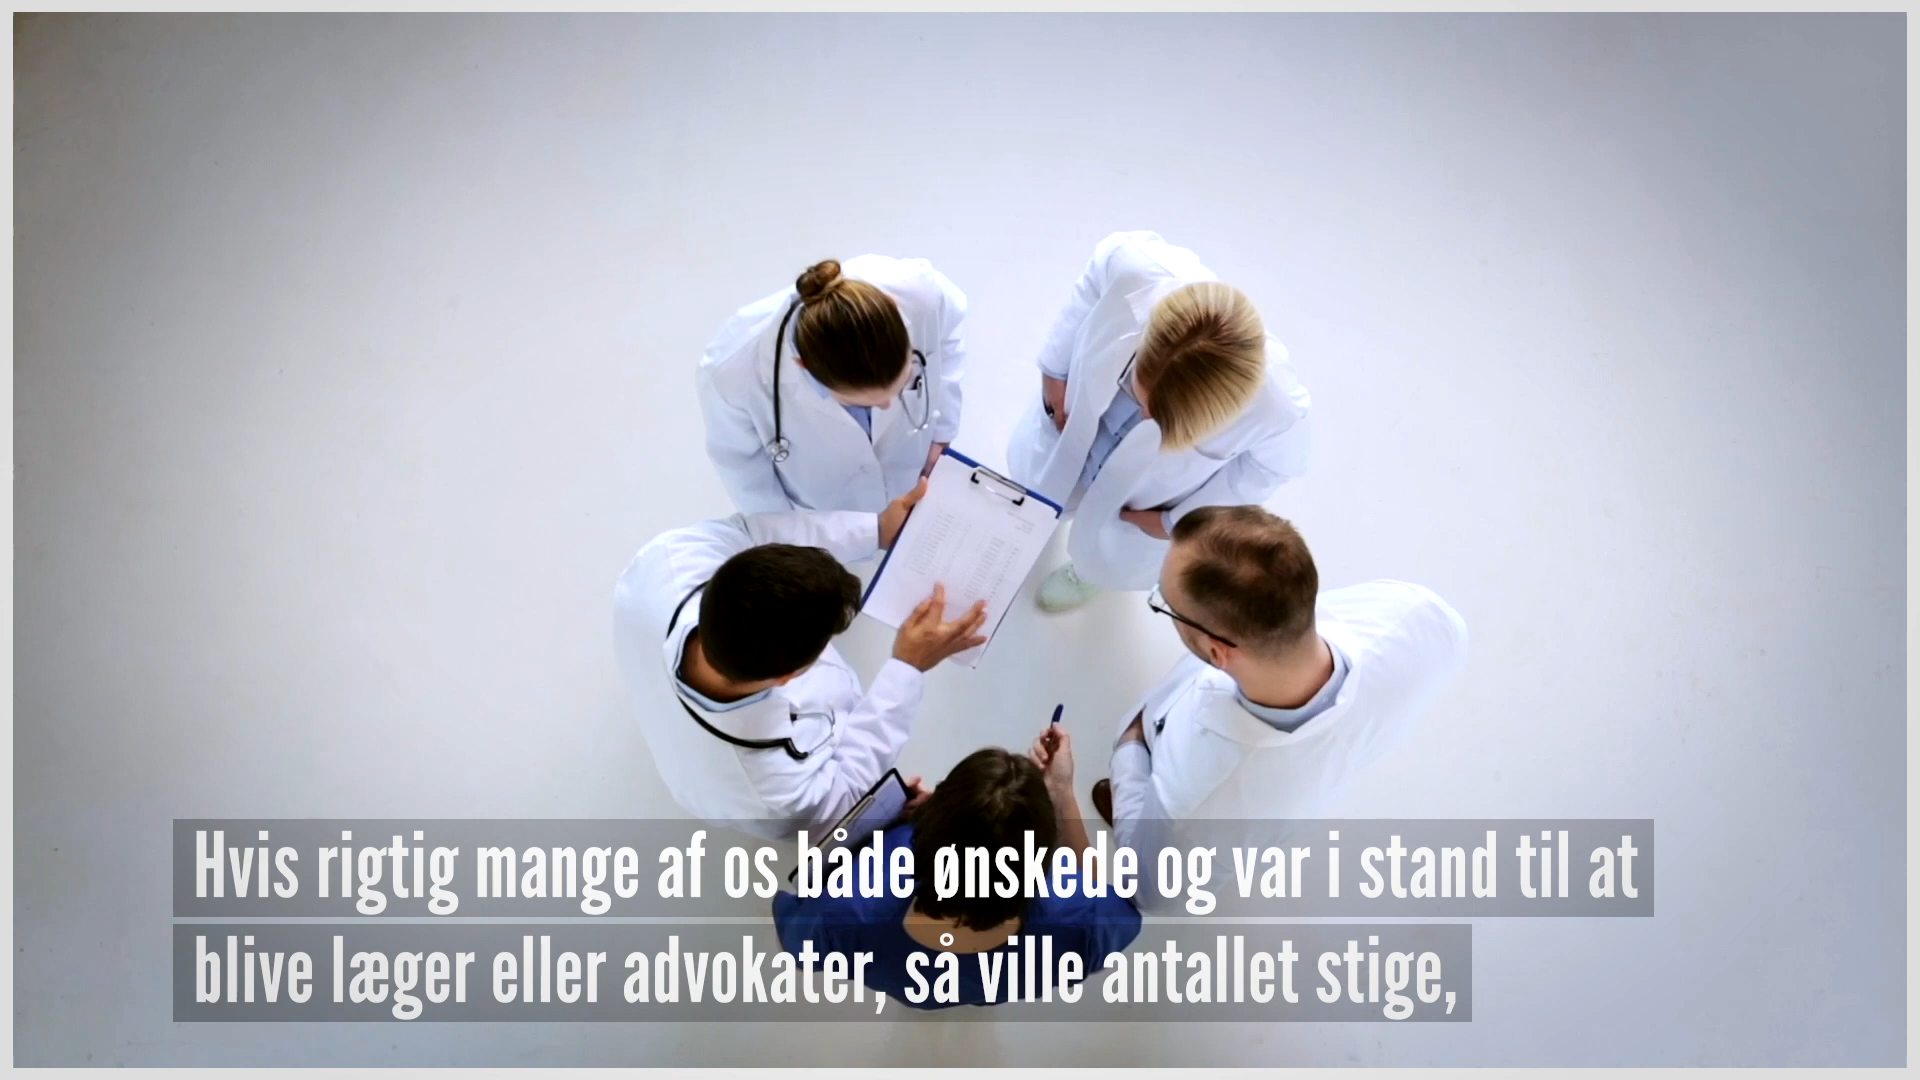 Hvis rigtig mange af os både ønskede og var i stand til at
blive læger eller advokater, så ville antallet stige,